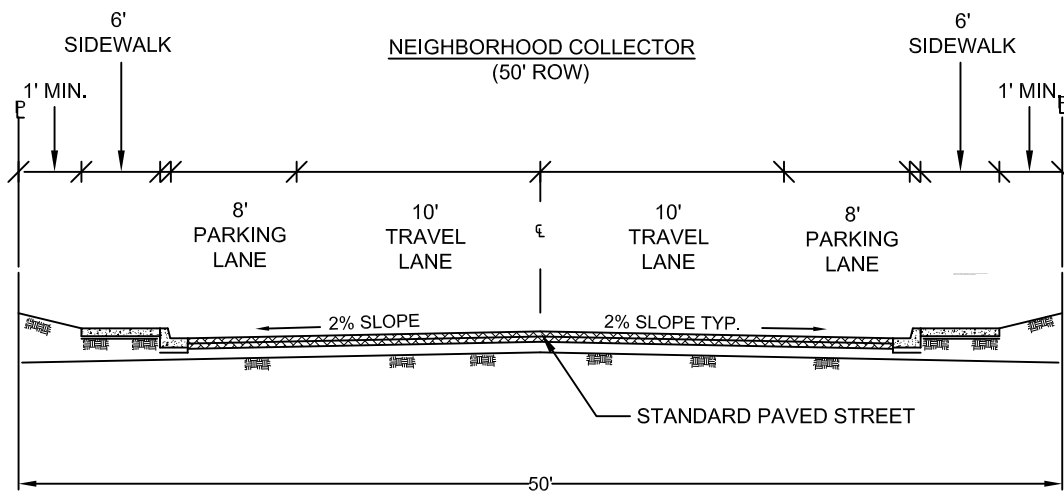 6'
SIDEWALK
NEIGHBORHOOD COLLECTOR
(50' ROW)
6'
SIDEWALK
1' MIN.
1' MIN.
8'
PARKING
LANE
10'
TRAVEL
LANE
℄
10'
TRAVEL
LANE
8'
PARKING
LANE
2% SLOPE
2% SLOPE TYP.
STANDARD PAVED STREET
50'